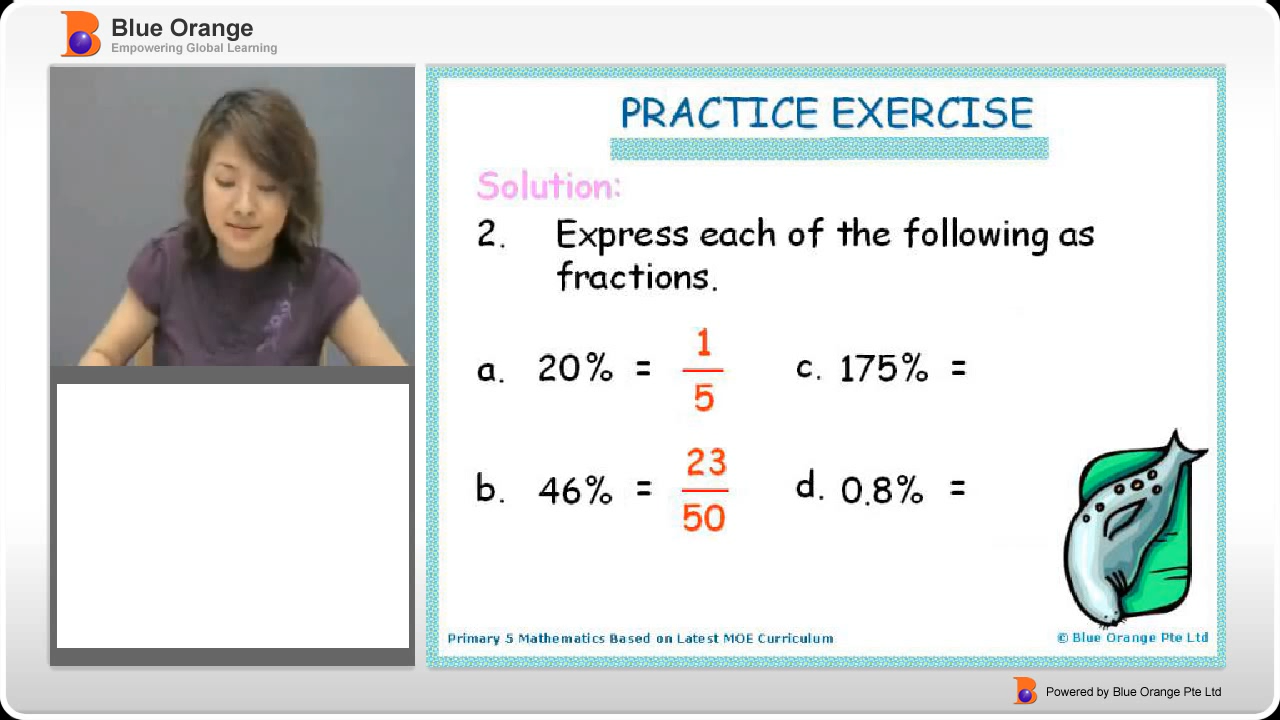 Blue Orange
Empowering Global Learning
PRACTICE EXERCISE
Solution:
2. Express each of the following as
fractions.
a. 20% = 1/5
b. 46% = 23/50
c. 175% =
d. 0.8% =
Primary 5 Mathematics Based on Latest MOE Curriculum
© Blue Orange Pte Ltd
Powered by Blue Orange Pte Ltd